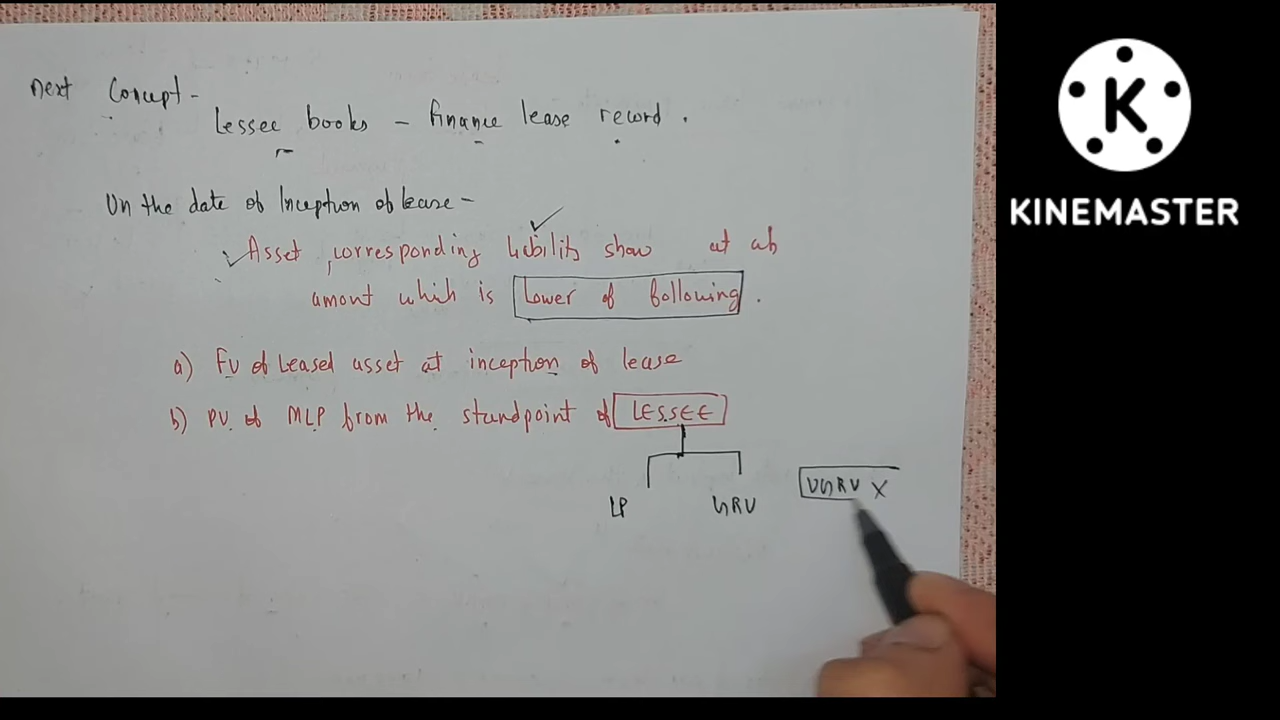 next Concept -
Lessee books - finance lease record.
On the date of Inception of lease -
Asset, corresponding liability show at an
amont which is Lower of following.
a) FV of Leased asset at inception of lease
b) PV of MLP from the standpoint of LESSEE
LP GRV UGRV X
K
KINEMASTER